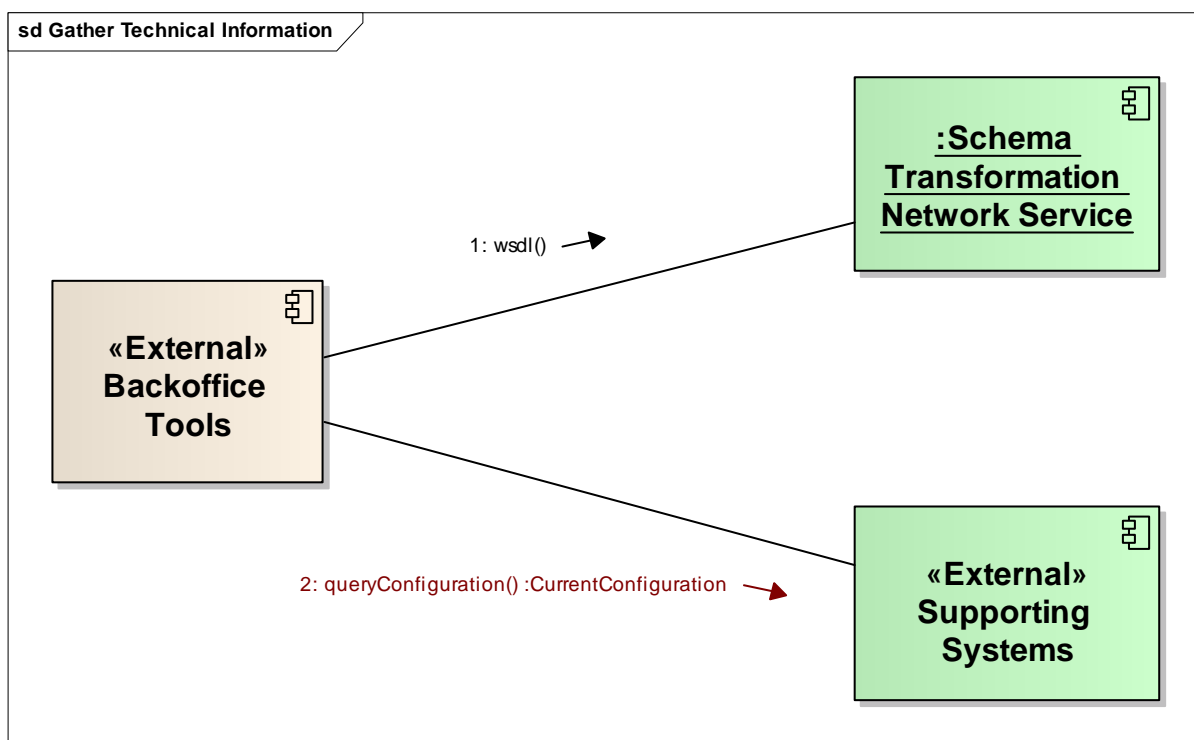 sd Gather Technical Information
:Schema
Transformation
Network Service
1: wsdl()
«External»
Backoffice
Tools
2: queryConfiguration() :CurrentConfiguration
«External»
Supporting
Systems